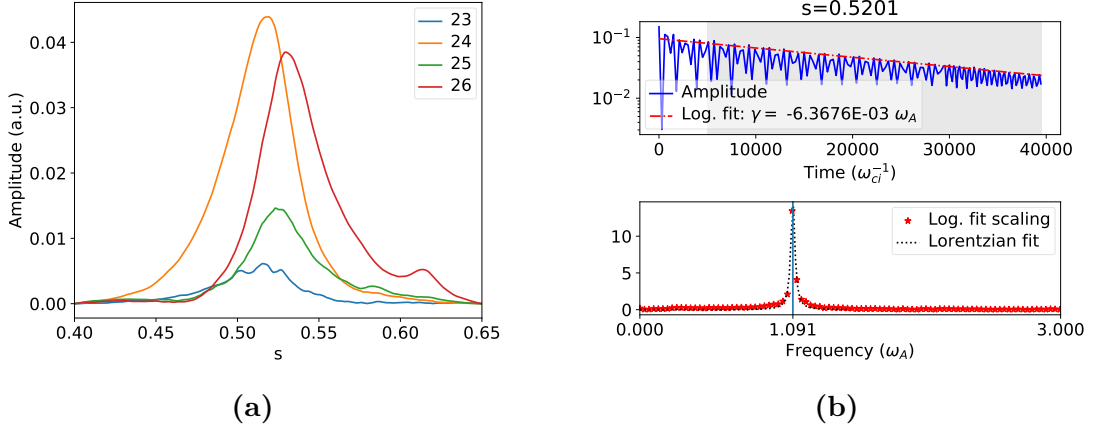 Amplitude (a.u.)
0.04
0.03
0.02
0.01
0.00
23
24
25
26
0.40 0.45 0.50 0.55 0.60 0.65
s
(a)
s=0.5201
10⁻¹
10⁻²
Amplitude
Log. fit: γ = -6.3676E-03 ω_A
0 10000 20000 30000 40000
Time (ω_ci⁻¹)
10
5
0
Log. fit scaling
Lorentzian fit
0.000 1.091 3.000
Frequency (ω_A)
(b)